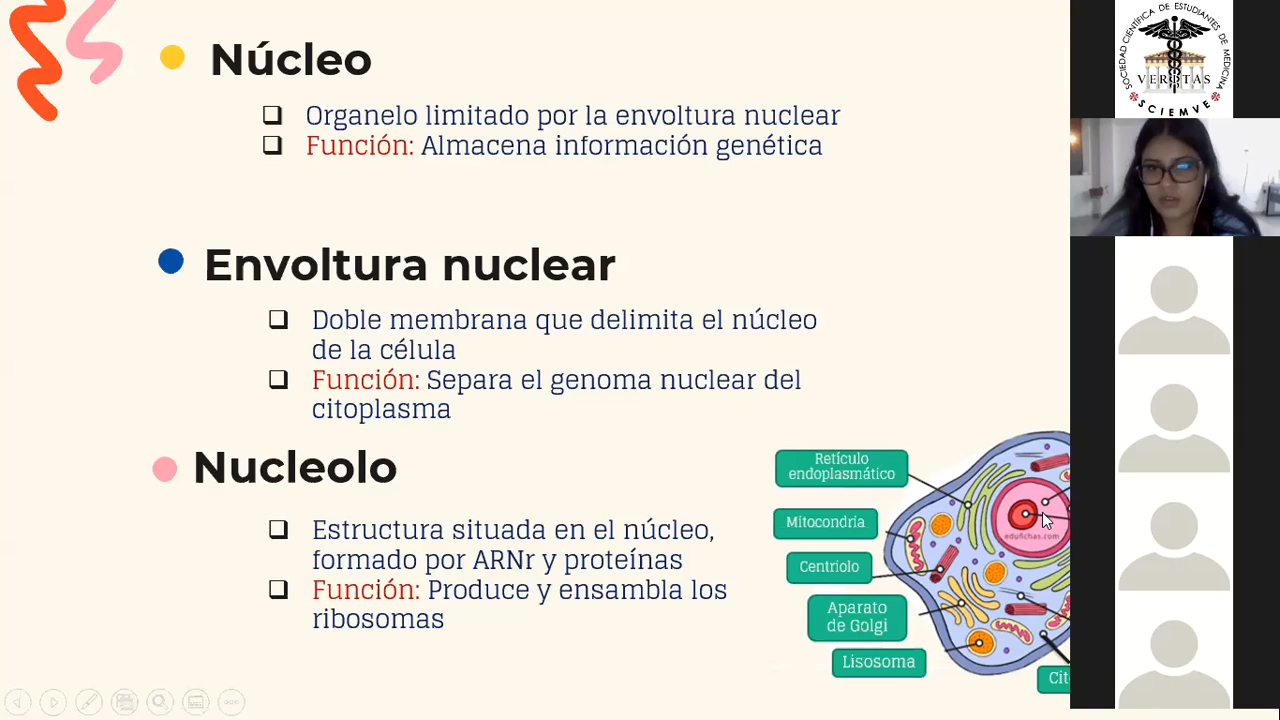 Núcleo
Organelo limitado por la envoltura nuclear
Función: Almacena información genética
Envoltura nuclear
Doble membrana que delimita el núcleo
de la célula
Función: Separa el genoma nuclear del
citoplasma
Nucleolo
Estructura situada en el núcleo,
formado por ARNr y proteínas
Función: Produce y ensambla los
ribosomas
Retículo
endoplasmático
Mitocondria
Centriolo
Aparato
de Golgi
Lisosoma
edufichas.com
Cit
SOCIEDAD CIENTÍFICA DE ESTUDIANTES DE MEDICINA
VERITAS
SCIEMVE